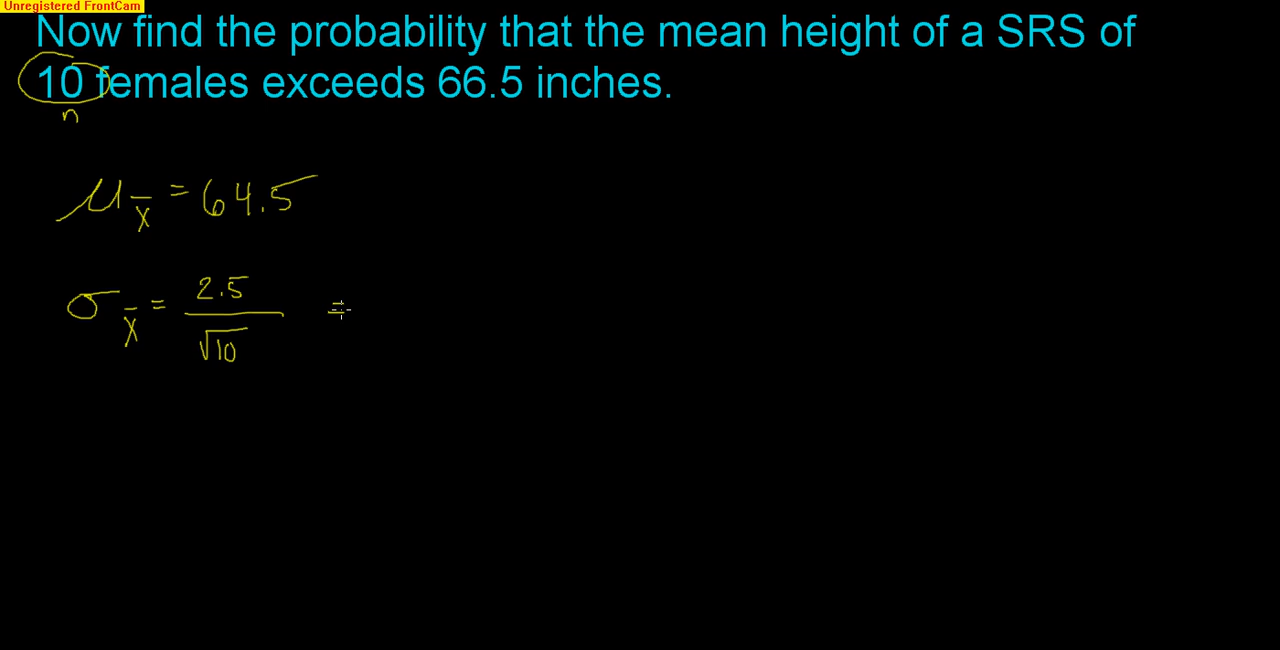 Unregistered FrontCam
Now find the probability that the mean height of a SRS of
10 females exceeds 66.5 inches.
n
μx̄ = 64.5
σx̄ = 2.5/√10 =